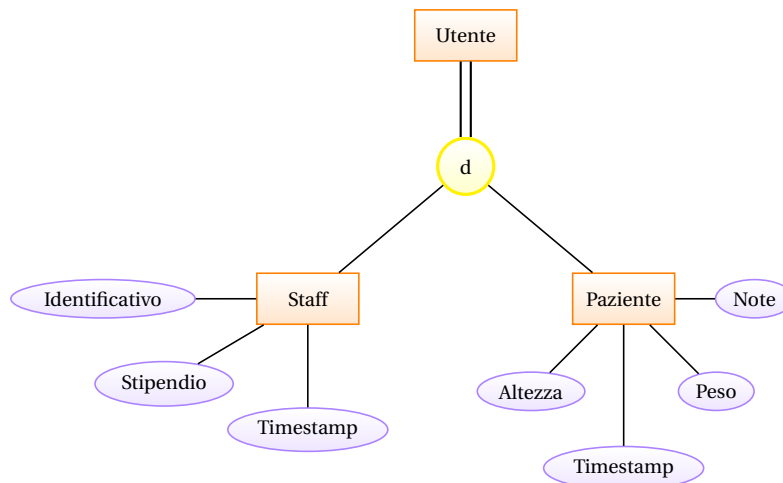 Utente
d
Identificativo
Staff
Paziente
Note
Stipendio
Altezza
Peso
Timestamp
Timestamp